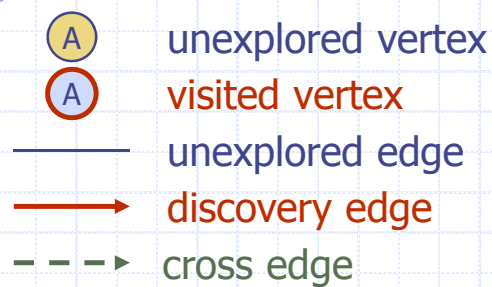 A unexplored vertex
A visited vertex
unexplored edge
discovery edge
cross edge